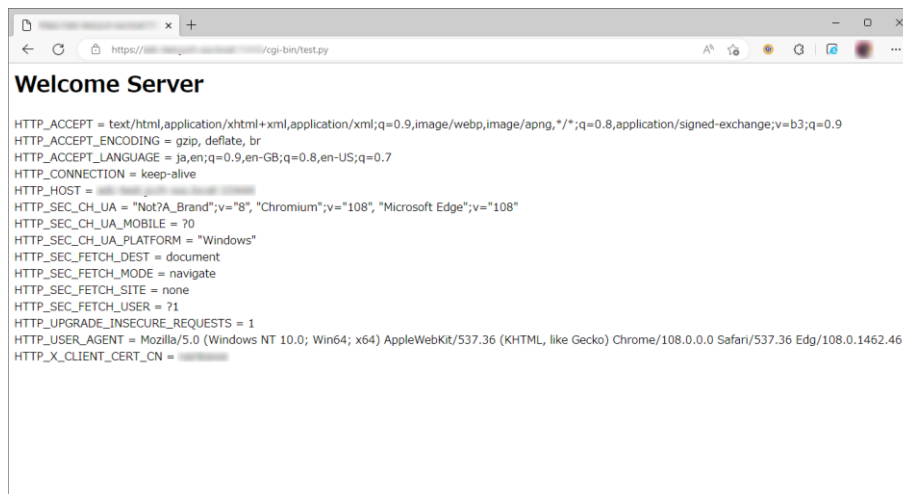 https:// /cgi-bin/test.py
Welcome Server
HTTP_ACCEPT = text/html,application/xhtml+xml,application/xml;q=0.9,image/webp,image/apng,*/*;q=0.8,application/signed-exchange;v=b3;q=0.9
HTTP_ACCEPT_ENCODING = gzip, deflate, br
HTTP_ACCEPT_LANGUAGE = ja,en;q=0.9,en-GB;q=0.8,en-US;q=0.7
HTTP_CONNECTION = keep-alive
HTTP_HOST =
HTTP_SEC_CH_UA = "Not?A_Brand";v="8", "Chromium";v="108", "Microsoft Edge";v="108"
HTTP_SEC_CH_UA_MOBILE = ?0
HTTP_SEC_CH_UA_PLATFORM = "Windows"
HTTP_SEC_FETCH_DEST = document
HTTP_SEC_FETCH_MODE = navigate
HTTP_SEC_FETCH_SITE = none
HTTP_SEC_FETCH_USER = ?1
HTTP_UPGRADE_INSECURE_REQUESTS = 1
HTTP_USER_AGENT = Mozilla/5.0 (Windows NT 10.0; Win64; x64) AppleWebKit/537.36 (KHTML, like Gecko) Chrome/108.0.0.0 Safari/537.36 Edg/108.0.1462.46
HTTP_X_CLIENT_CERT_CN =